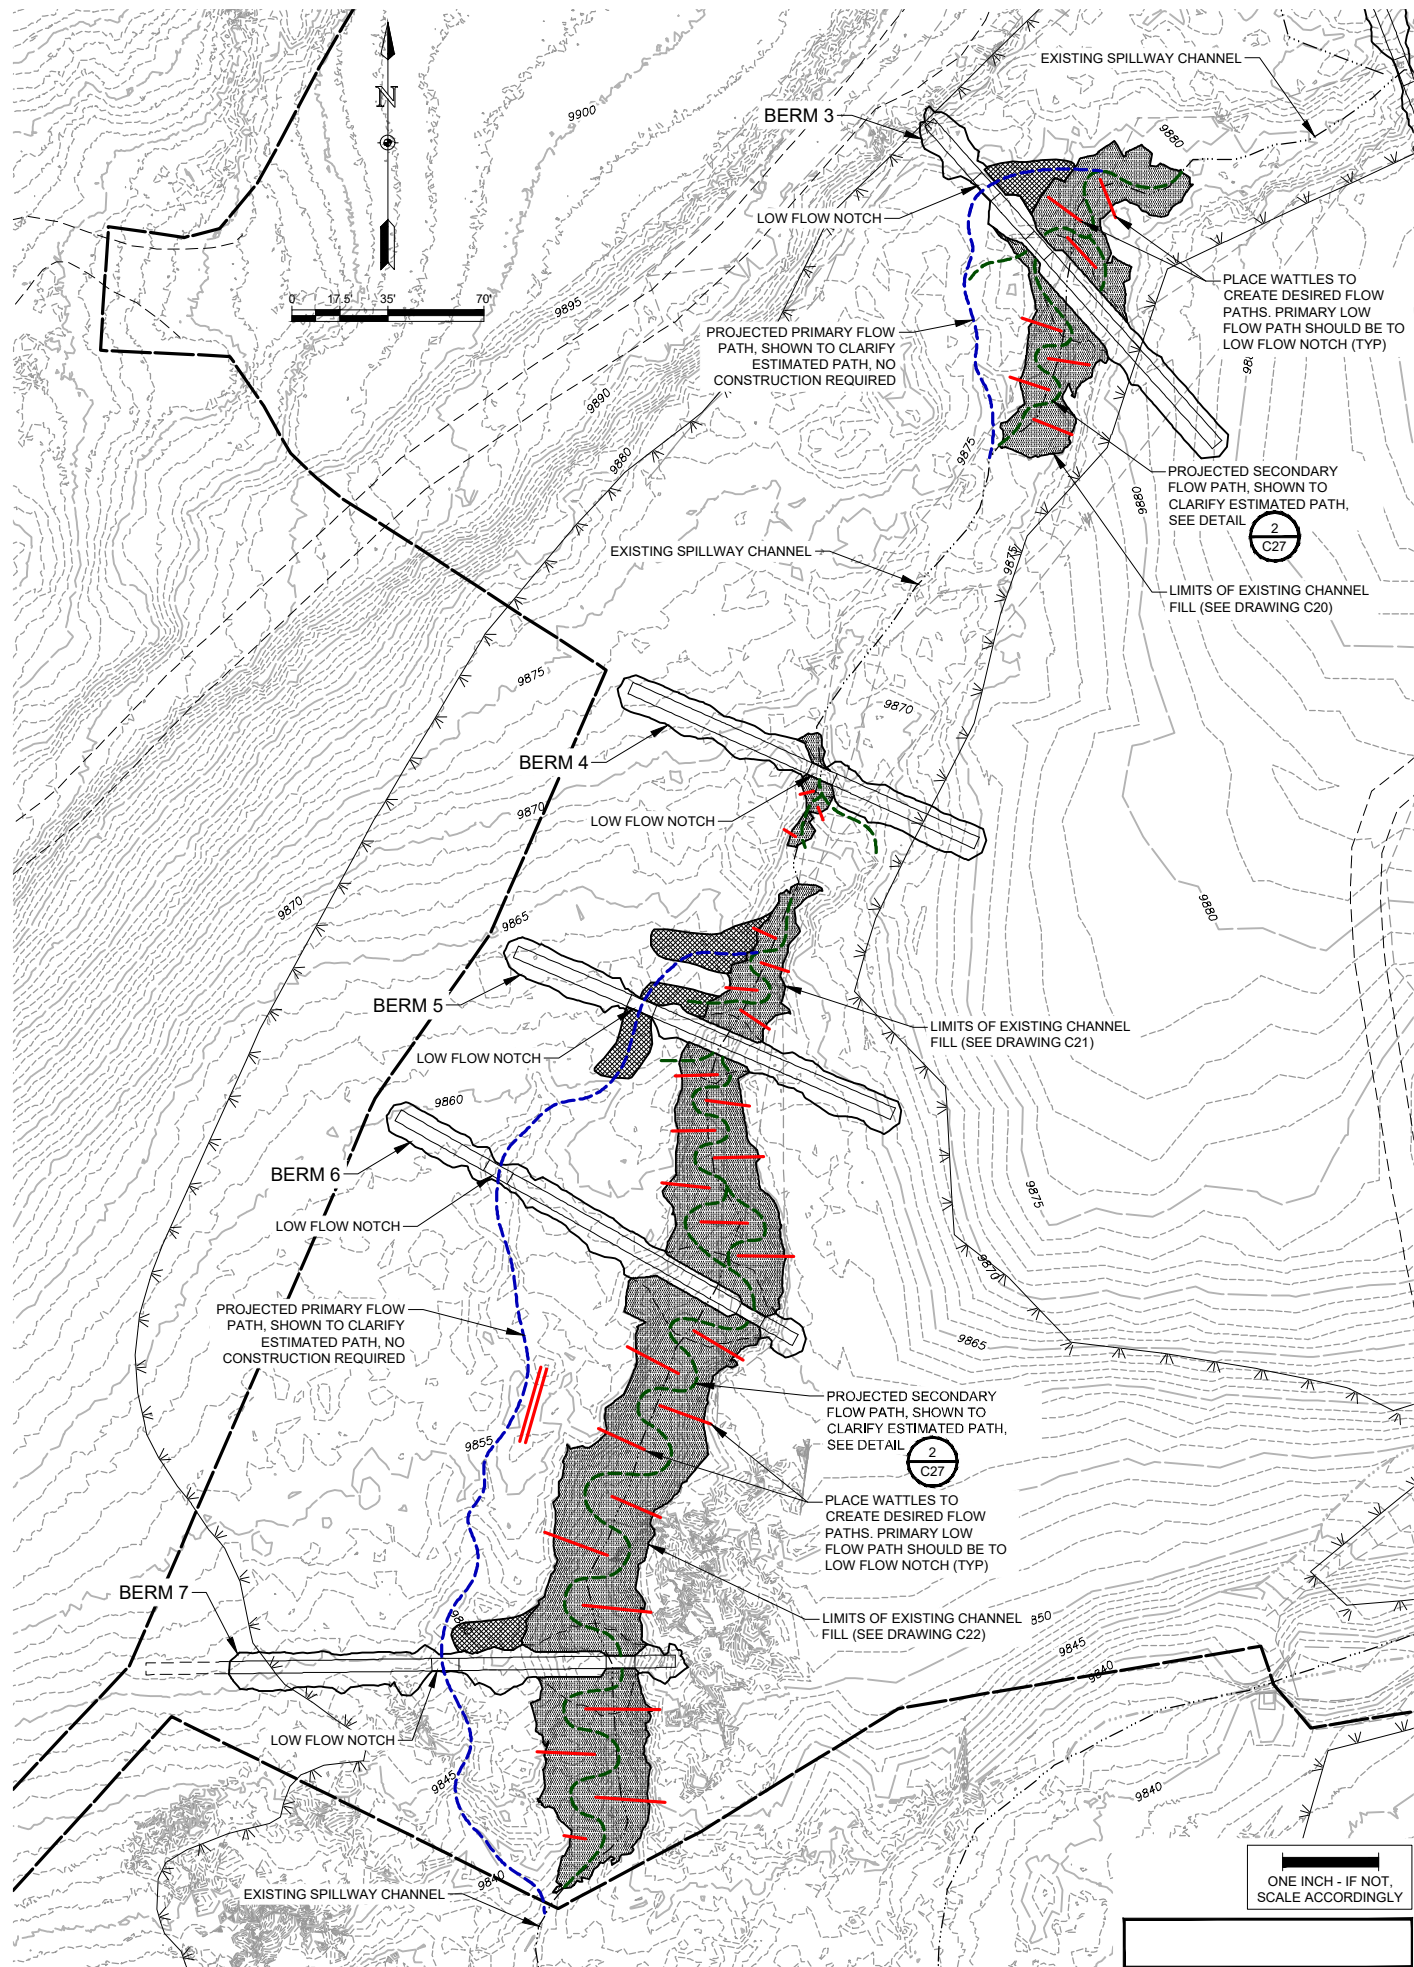 EXISTING SPILLWAY CHANNEL
BERM 3
9900
9880
N
LOW FLOW NOTCH
PLACE WATTLES TO
CREATE DESIRED FLOW
PATHS. PRIMARY LOW
FLOW PATH SHOULD BE TO
LOW FLOW NOTCH (TYP)
0'
17.5'
35'
70'
9895
PROJECTED PRIMARY FLOW
PATH, SHOWN TO CLARIFY
ESTIMATED PATH, NO
CONSTRUCTION REQUIRED
9890
9880
9875
PROJECTED SECONDARY
FLOW PATH, SHOWN TO
CLARIFY ESTIMATED PATH,
SEE DETAIL
2
C27
9880
EXISTING SPILLWAY CHANNEL
9875
LIMITS OF EXISTING CHANNEL
FILL (SEE DRAWING C20)
9875
9870
BERM 4
9870
LOW FLOW NOTCH
9870
9865
9880
BERM 5
LIMITS OF EXISTING CHANNEL
FILL (SEE DRAWING C21)
LOW FLOW NOTCH
9860
BERM 6
9875
LOW FLOW NOTCH
9870
PROJECTED PRIMARY FLOW
PATH, SHOWN TO CLARIFY
ESTIMATED PATH, NO
CONSTRUCTION REQUIRED
9865
PROJECTED SECONDARY
FLOW PATH, SHOWN TO
CLARIFY ESTIMATED PATH,
SEE DETAIL
2
C27
9855
PLACE WATTLES TO
CREATE DESIRED FLOW
PATHS. PRIMARY LOW
FLOW PATH SHOULD BE TO
LOW FLOW NOTCH (TYP)
BERM 7
LIMITS OF EXISTING CHANNEL
FILL (SEE DRAWING C22)
850
9845
9840
LOW FLOW NOTCH
9845
9840
9840
EXISTING SPILLWAY CHANNEL
ONE INCH - IF NOT,
SCALE ACCORDINGLY